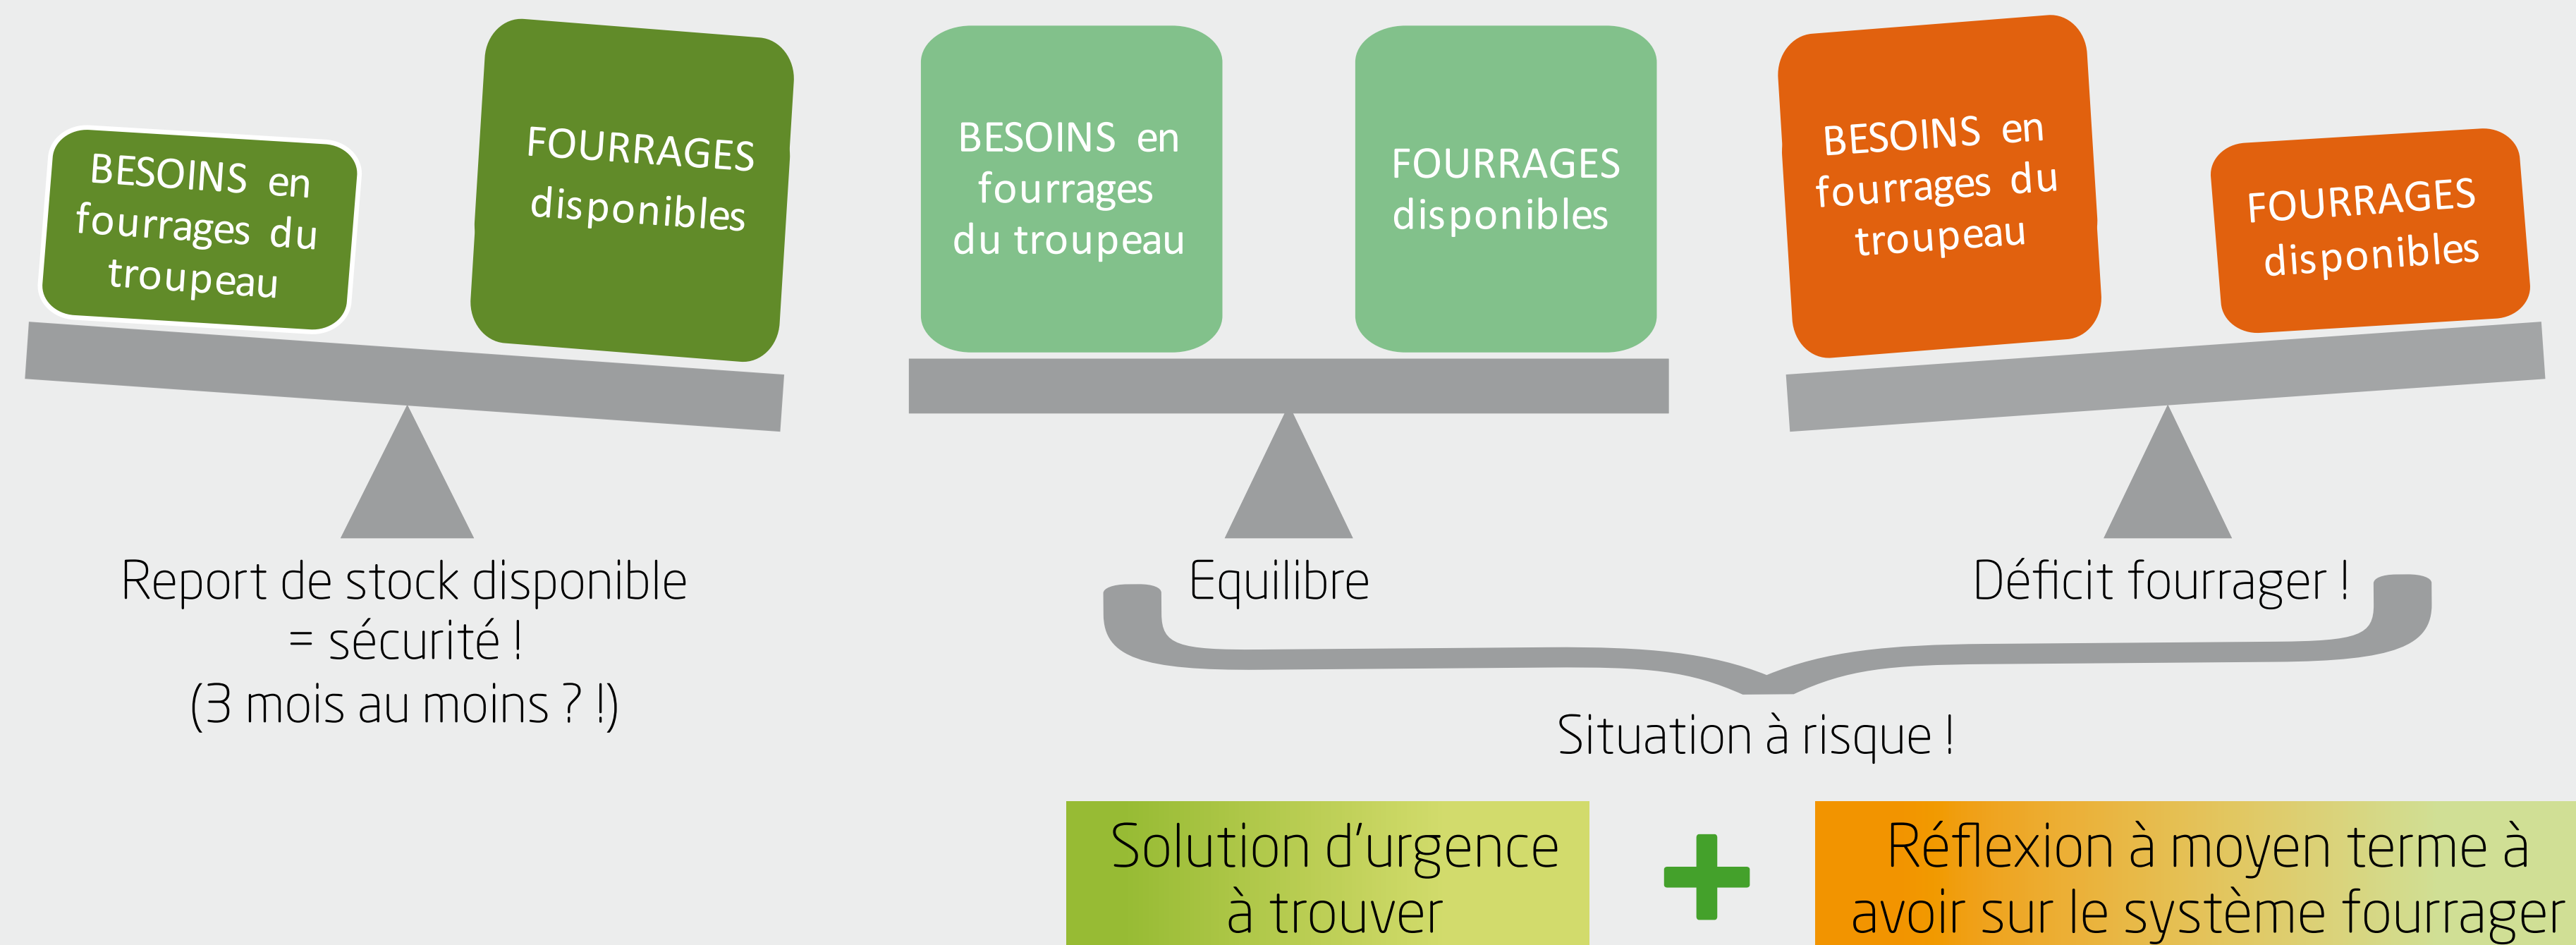 BESOINS en
fourrages du
troupeau
FOURRAGES
disponibles
Report de stock disponible
= sécurité !
(3 mois au moins ? !)
BESOINS en
fourrages
du troupeau
FOURRAGES
disponibles
Equilibre
BESOINS en
fourrages du
troupeau
FOURRAGES
disponibles
Déficit fourrager !
Situation à risque !
Solution d’urgence
à trouver
+
Réflexion à moyen terme à
avoir sur le système fourrager